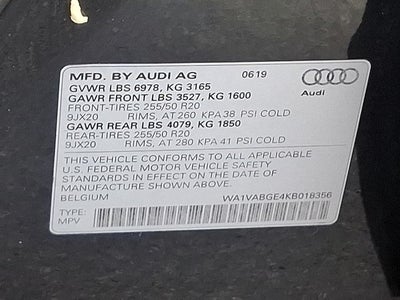 MFD. BY AUDI AG 0619
GVWR LBS 6978, KG 3165
GAWR FRONT LBS 3527, KG 1600
FRONT-TIRES 255/50 R20
9JX20 RIMS, AT 260 KPA 38 PSI COLD
GAWR REAR LBS 4079, KG 1850
REAR-TIRES 255/50 R20
9JX20 RIMS, AT 280 KPA 41 PSI COLD
Audi
THIS VEHICLE CONFORMS TO ALL APPLICABLE
U.S. FEDERAL MOTOR VEHICLE SAFETY
STANDARDS IN EFFECT ON THE DATE OF
MANUFACTURE SHOWN ABOVE.
BELGIUM WA1VABGE4KB018356
TYPE:
MPV